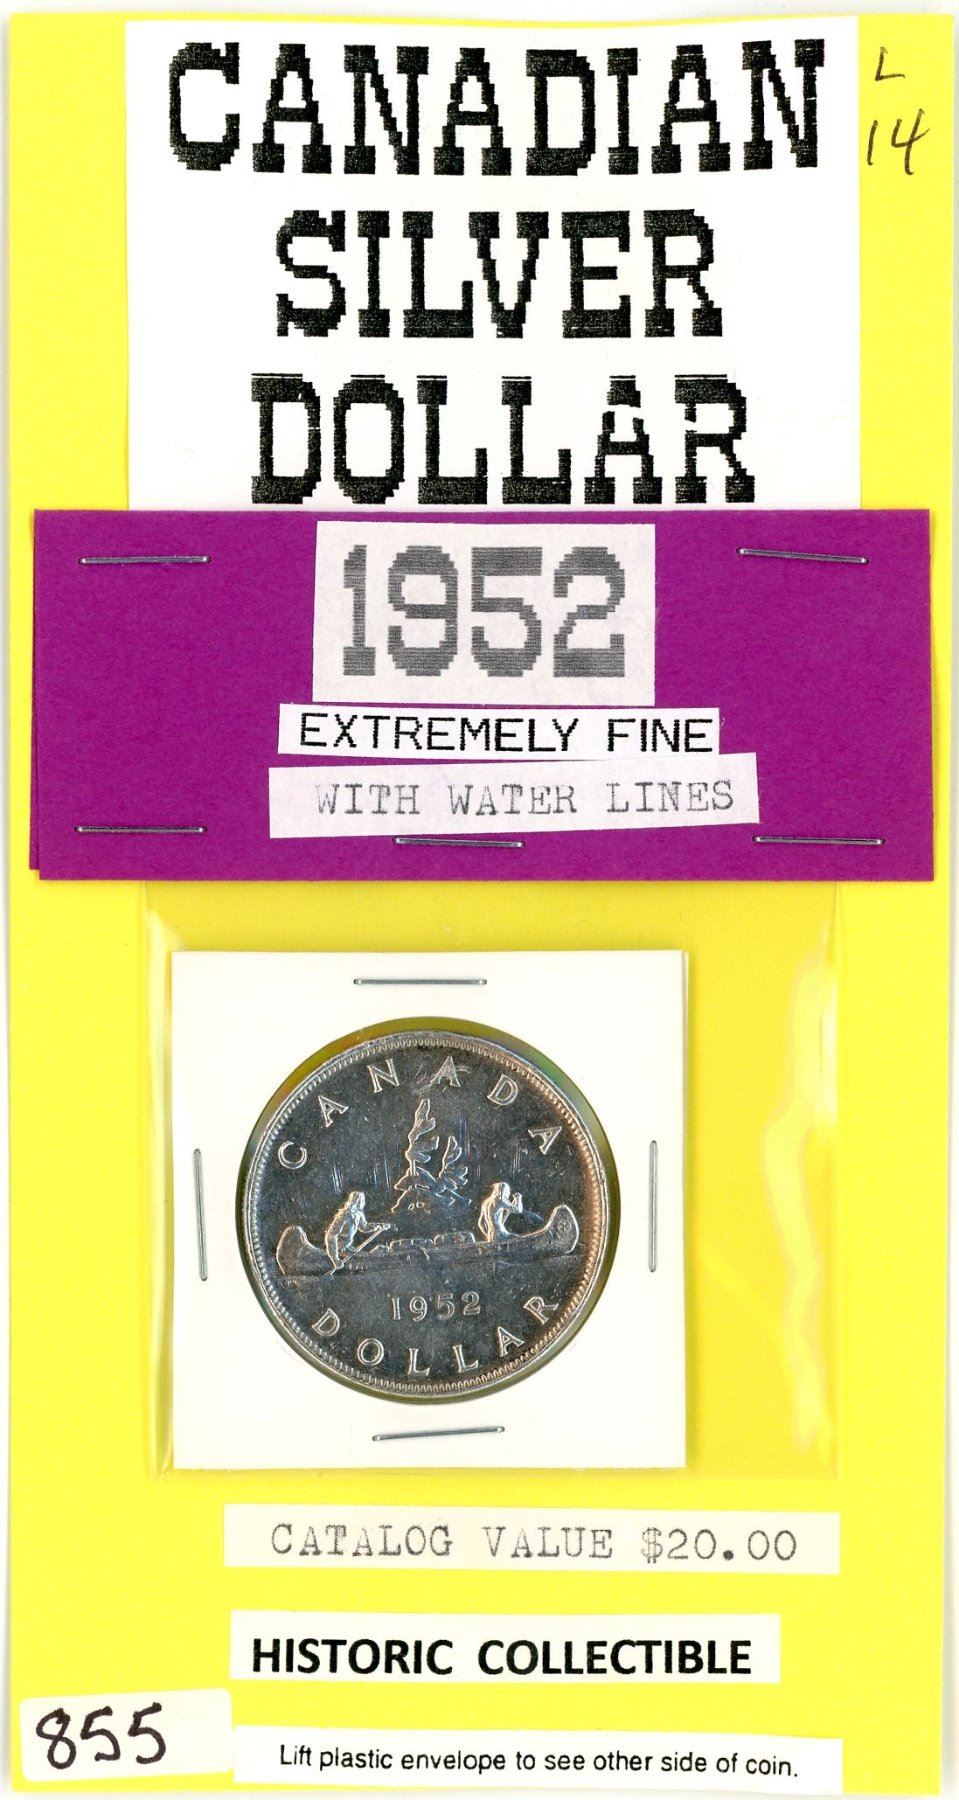 CANADIAN
SILVER
DOLLAR
L
14
1952
EXTREMELY FINE
WITH WATER LINES
CANADA
1952
DOLLAR
CATALOG VALUE $20.00
HISTORIC COLLECTIBLE
855
Lift plastic envelope to see other side of coin.